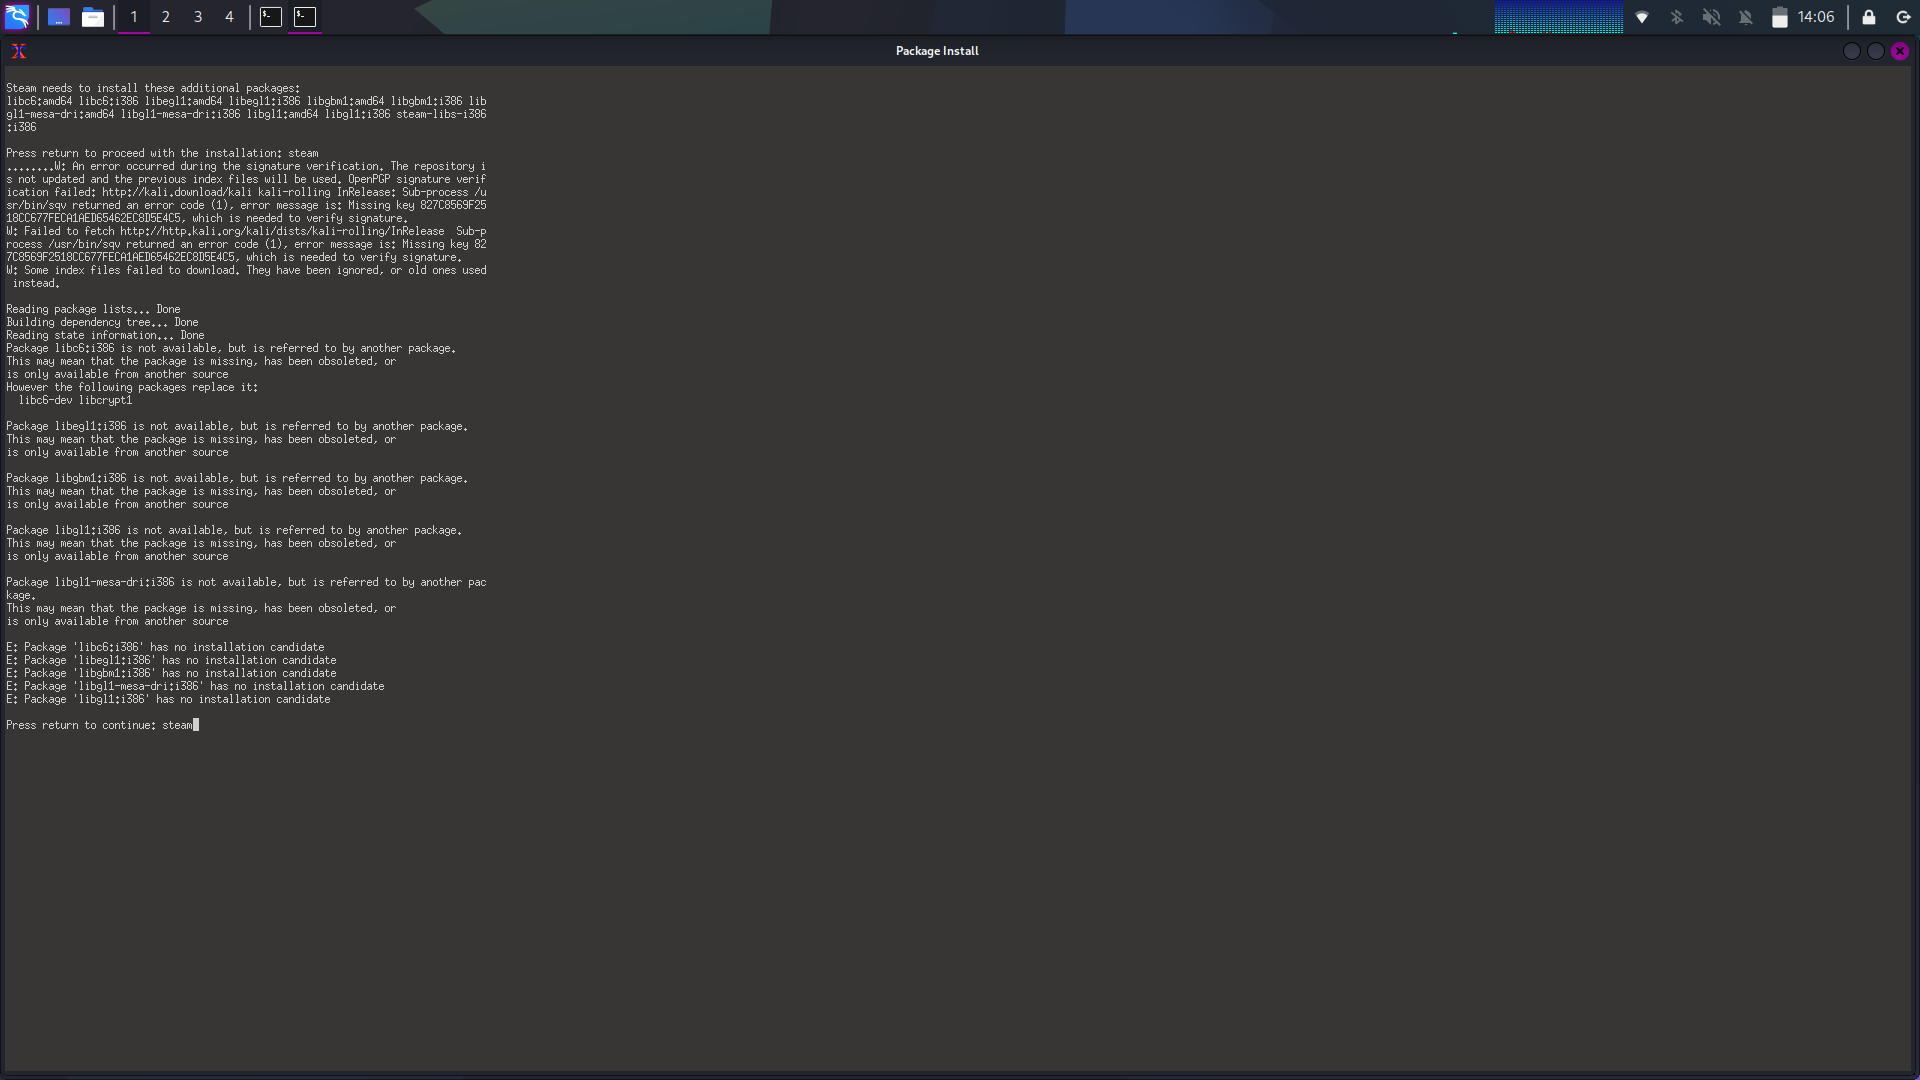 1 2 3 4 14:06
Package Install
Steam needs to install these additional packages:
libc6:amd64 libc6:i386 libegl1:amd64 libegl1:i386 libgbm1:amd64 libgbm1:i386 lib
gl1-mesa-dri:amd64 libgl1-mesa-dri:i386 libgl1:amd64 libgl1:i386 steam-libs-i386
:i386
Press return to proceed with the installation: steam
........W: An error occurred during the signature verification. The repository i
s not updated and the previous index files will be used. OpenPGP signature verif
ication failed: http://kali.download/kali kali-rolling InRelease: Sub-process /u
sr/bin/sqv returned an error code (1), error message is: Missing key 827C8569F25
18CC677FECA1AED65462EC8D5E4C5, which is needed to verify signature.
W: Failed to fetch http://http.kali.org/kali/dists/kali-rolling/InRelease  Sub-p
rocess /usr/bin/sqv returned an error code (1), error message is: Missing key 82
7C8569F2518CC677FECA1AED65462EC8D5E4C5, which is needed to verify signature.
W: Some index files failed to download. They have been ignored, or old ones used
 instead.
Reading package lists... Done
Building dependency tree... Done
Reading state information... Done
Package libc6:i386 is not available, but is referred to by another package.
This may mean that the package is missing, has been obsoleted, or
is only available from another source
However the following packages replace it:
  libc6-dev libcrypt1
Package libegl1:i386 is not available, but is referred to by another package.
This may mean that the package is missing, has been obsoleted, or
is only available from another source
Package libgbm1:i386 is not available, but is referred to by another package.
This may mean that the package is missing, has been obsoleted, or
is only available from another source
Package libgl1:i386 is not available, but is referred to by another package.
This may mean that the package is missing, has been obsoleted, or
is only available from another source
Package libgl1-mesa-dri:i386 is not available, but is referred to by another pac
kage.
This may mean that the package is missing, has been obsoleted, or
is only available from another source
E: Package 'libc6:i386' has no installation candidate
E: Package 'libegl1:i386' has no installation candidate
E: Package 'libgbm1:i386' has no installation candidate
E: Package 'libgl1-mesa-dri:i386' has no installation candidate
E: Package 'libgl1:i386' has no installation candidate
Press return to continue: steam